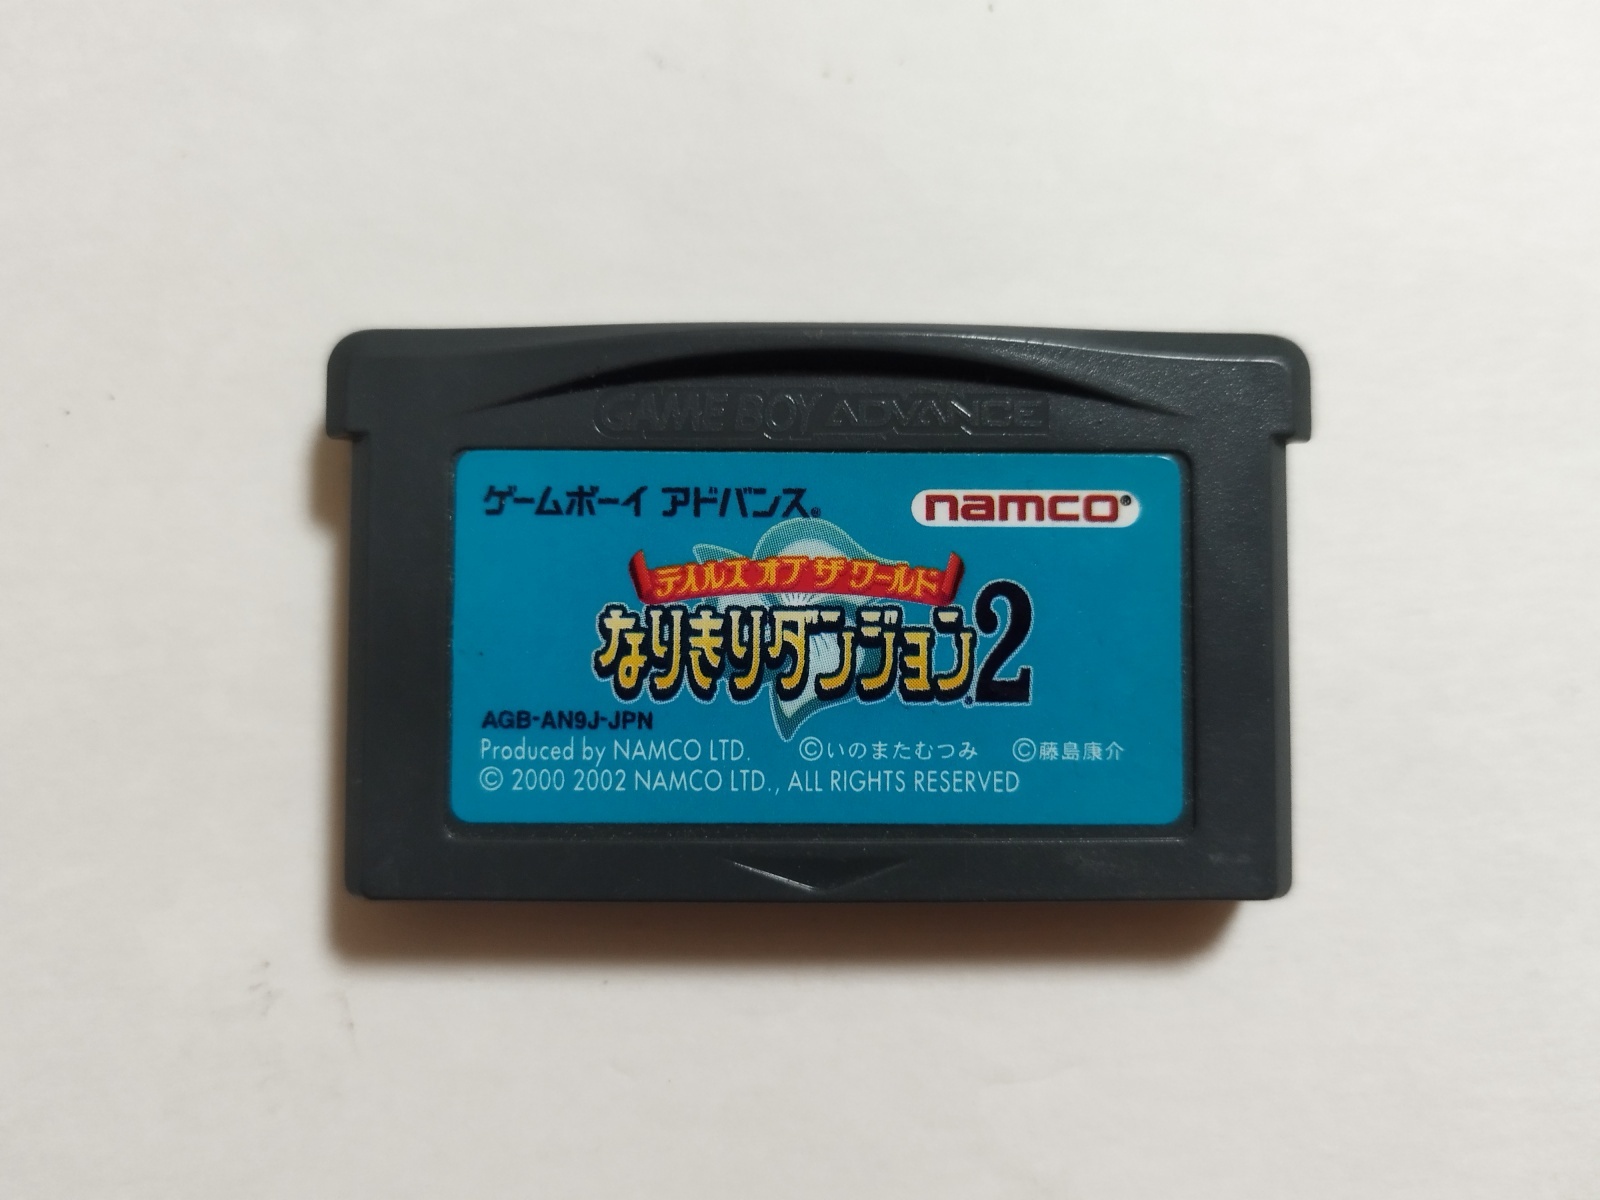 GAME BOY ADVANCE
ゲームボーイ アドバンス® namco®
テイルズ オブ ザ ワールド
なりきりダンジョン2
AGB-AN9J-JPN
Produced by NAMCO LTD. ©いのまたむつみ ©藤島康介
© 2000 2002 NAMCO LTD., ALL RIGHTS RESERVED